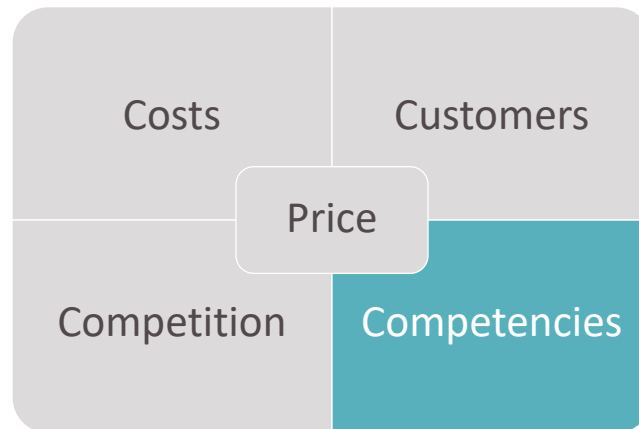 Costs
Customers
Price
Competition
Competencies